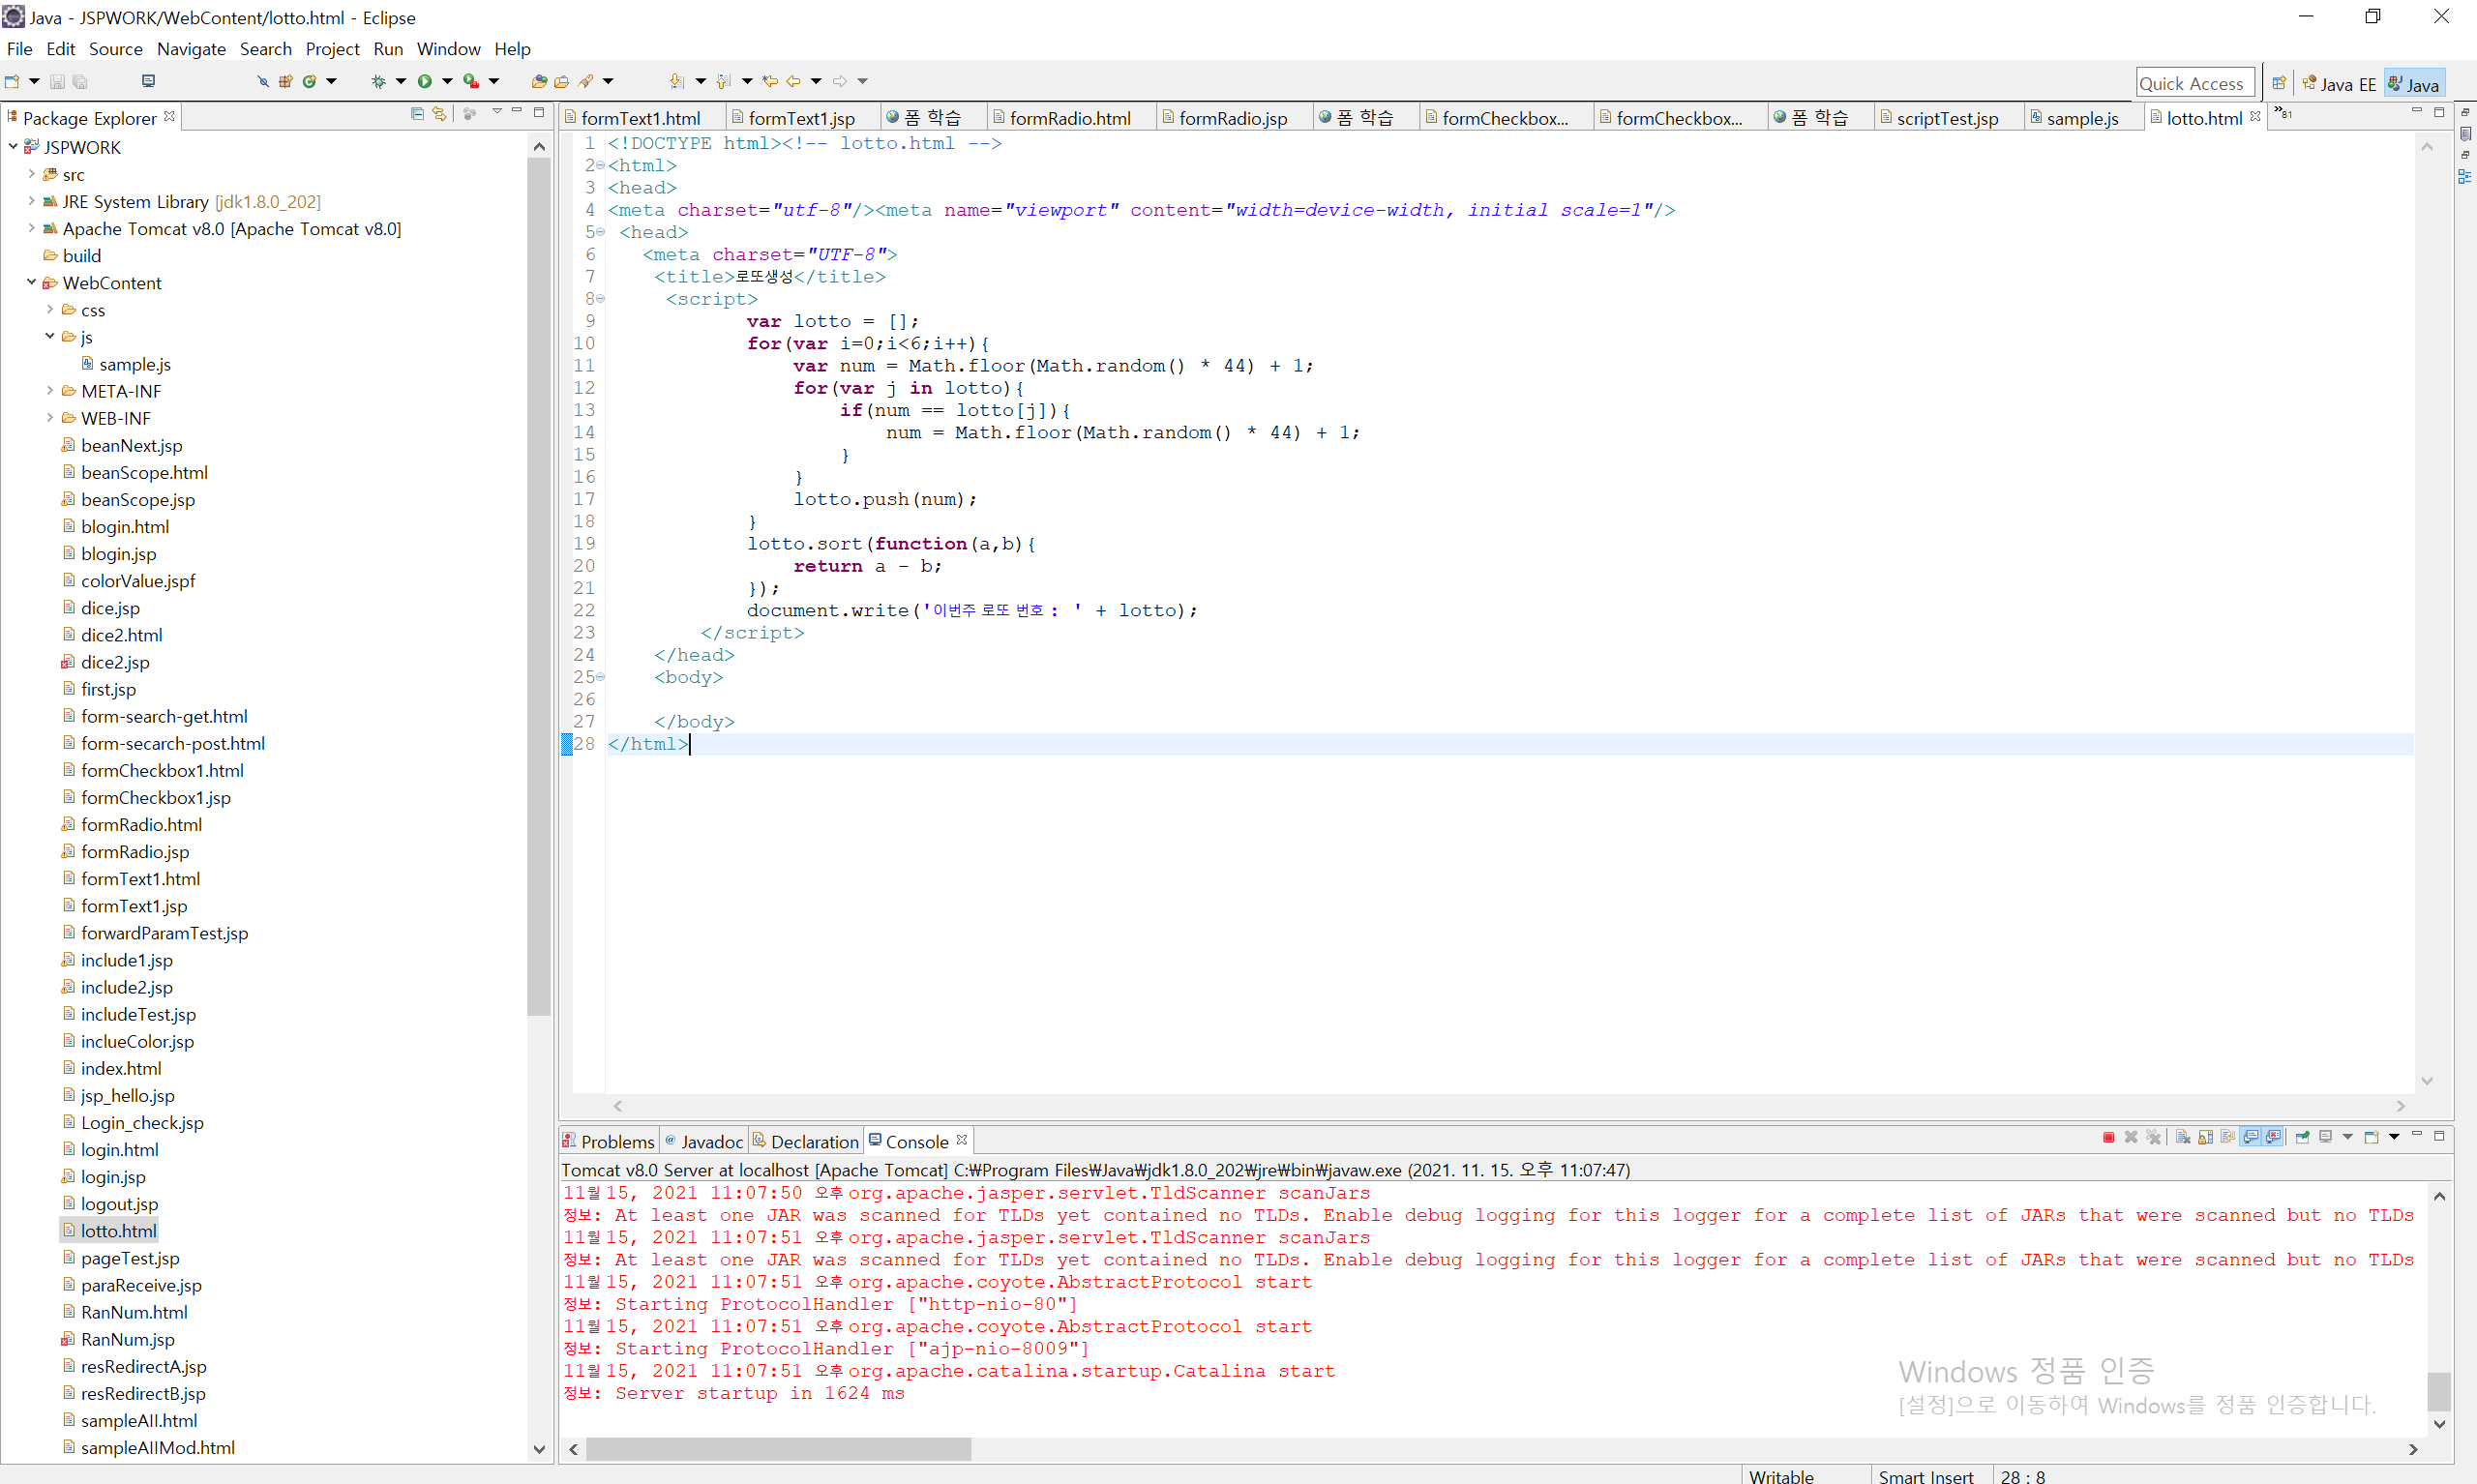 Java - JSPWORK/WebContent/lotto.html - Eclipse
File Edit Source Navigate Search Project Run Window Help
Quick Access Java EE Java
Package Explorer
JSPWORK
src
JRE System Library [jdk1.8.0_202]
Apache Tomcat v8.0 [Apache Tomcat v8.0]
build
WebContent
css
js
sample.js
META-INF
WEB-INF
beanNext.jsp
beanScope.html
beanScope.jsp
blogin.html
blogin.jsp
colorValue.jspf
dice.jsp
dice2.html
dice2.jsp
first.jsp
form-search-get.html
form-secarch-post.html
formCheckbox1.html
formCheckbox1.jsp
formRadio.html
formRadio.jsp
formText1.html
formText1.jsp
forwardParamTest.jsp
include1.jsp
include2.jsp
includeTest.jsp
inclueColor.jsp
index.html
jsp_hello.jsp
Login_check.jsp
login.html
login.jsp
logout.jsp
lotto.html
pageTest.jsp
paraReceive.jsp
RanNum.html
RanNum.jsp
resRedirectA.jsp
resRedirectB.jsp
sampleAll.html
sampleAllMod.html
formText1.html formText1.jsp 폼 학습 formRadio.html formRadio.jsp 폼 학습 formCheckbox... formCheckbox... 폼 학습 scriptTest.jsp sample.js lotto.html »81
1 <!DOCTYPE html><!-- lotto.html -->
2 <html>
3 <head>
4 <meta charset="utf-8"/><meta name="viewport" content="width=device-width, initial scale=1"/>
5 <head>
6 <meta charset="UTF-8">
7 <title>로또생성</title>
8 <script>
9 var lotto = [];
10 for(var i=0;i<6;i++){
11 var num = Math.floor(Math.random() * 44) + 1;
12 for(var j in lotto){
13 if(num == lotto[j]){
14 num = Math.floor(Math.random() * 44) + 1;
15 }
16 }
17 lotto.push(num);
18 }
19 lotto.sort(function(a,b){
20 return a - b;
21 });
22 document.write('이번주 로또 번호 : ' + lotto);
23 </script>
24 </head>
25 <body>
26
27 </body>
28 </html>
Problems Javadoc Declaration Console
Tomcat v8.0 Server at localhost [Apache Tomcat] C:₩Program Files₩Java₩jdk1.8.0_202₩jre₩bin₩javaw.exe (2021. 11. 15. 오후 11:07:47)
11월 15, 2021 11:07:50 오후 org.apache.jasper.servlet.TldScanner scanJars
정보: At least one JAR was scanned for TLDs yet contained no TLDs. Enable debug logging for this logger for a complete list of JARs that were scanned but no TLDs
11월 15, 2021 11:07:51 오후 org.apache.jasper.servlet.TldScanner scanJars
정보: At least one JAR was scanned for TLDs yet contained no TLDs. Enable debug logging for this logger for a complete list of JARs that were scanned but no TLDs
11월 15, 2021 11:07:51 오후 org.apache.coyote.AbstractProtocol start
정보: Starting ProtocolHandler ["http-nio-80"]
11월 15, 2021 11:07:51 오후 org.apache.coyote.AbstractProtocol start
정보: Starting ProtocolHandler ["ajp-nio-8009"]
11월 15, 2021 11:07:51 오후 org.apache.catalina.startup.Catalina start
정보: Server startup in 1624 ms
Windows 정품 인증
[설정]으로 이동하여 Windows를 정품 인증합니다.
Writable Smart Insert 28 : 8